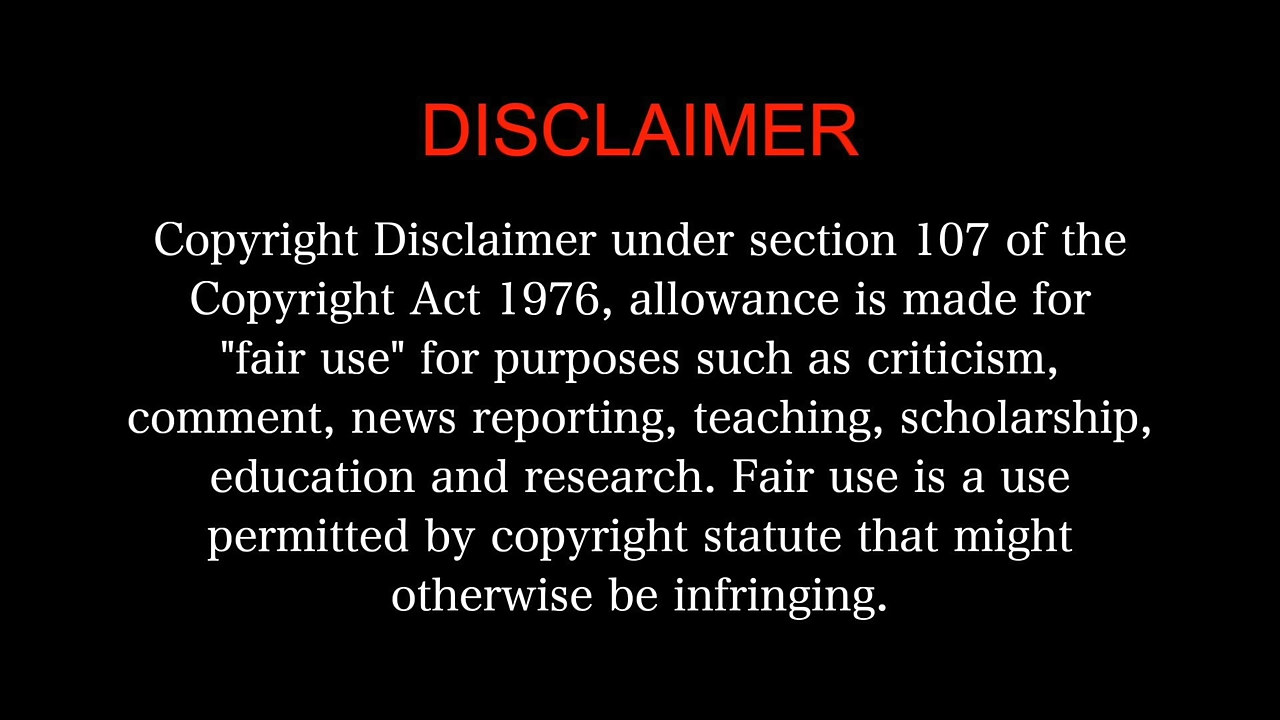 DISCLAIMER
Copyright Disclaimer under section 107 of the
Copyright Act 1976, allowance is made for
"fair use" for purposes such as criticism,
comment, news reporting, teaching, scholarship,
education and research. Fair use is a use
permitted by copyright statute that might
otherwise be infringing.